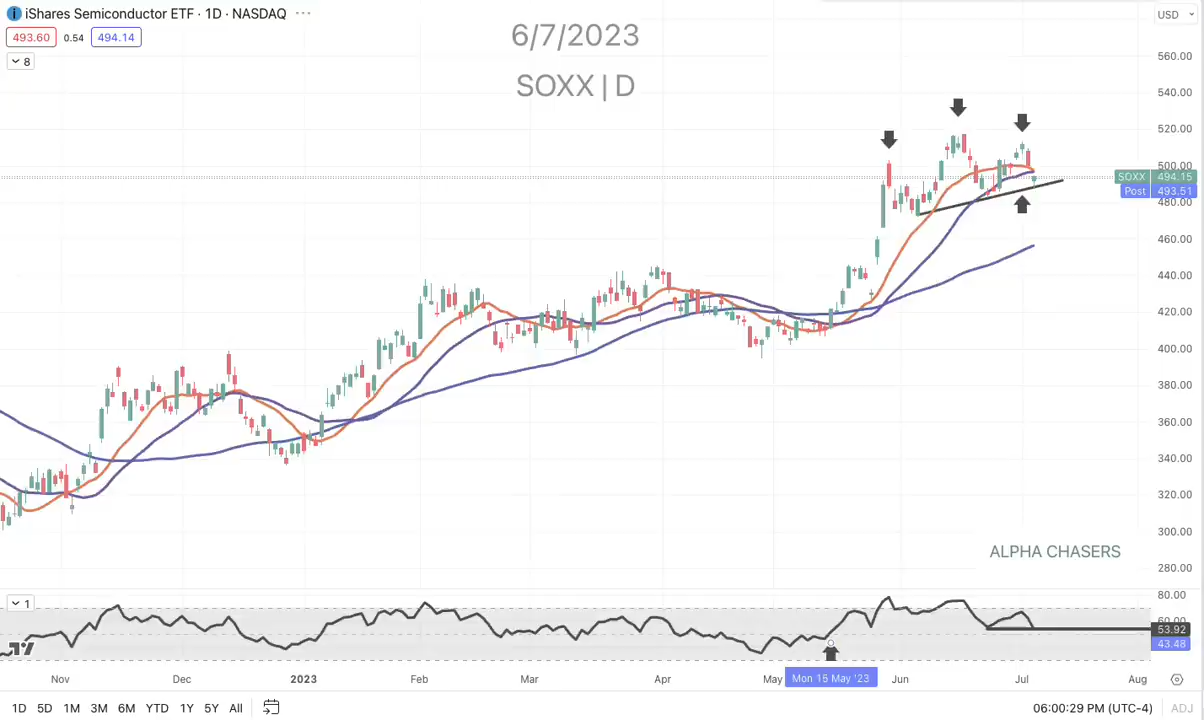 iShares Semiconductor ETF · 1D · NASDAQ ···
493.60 0.54 494.14
8
6/7/2023
SOXX | D
USD
560.00
540.00
520.00
500.00
SOXX 494.15
Post 493.51
480.00
460.00
440.00
420.00
400.00
380.00
360.00
340.00
320.00
300.00
280.00
ALPHA CHASERS
1
80.00
60.00
53.92
43.48
Nov Dec 2023 Feb Mar Apr May Mon 15 May '23 Jun Jul Aug
1D 5D 1M 3M 6M YTD 1Y 5Y All
06:00:29 PM (UTC-4) ADJ